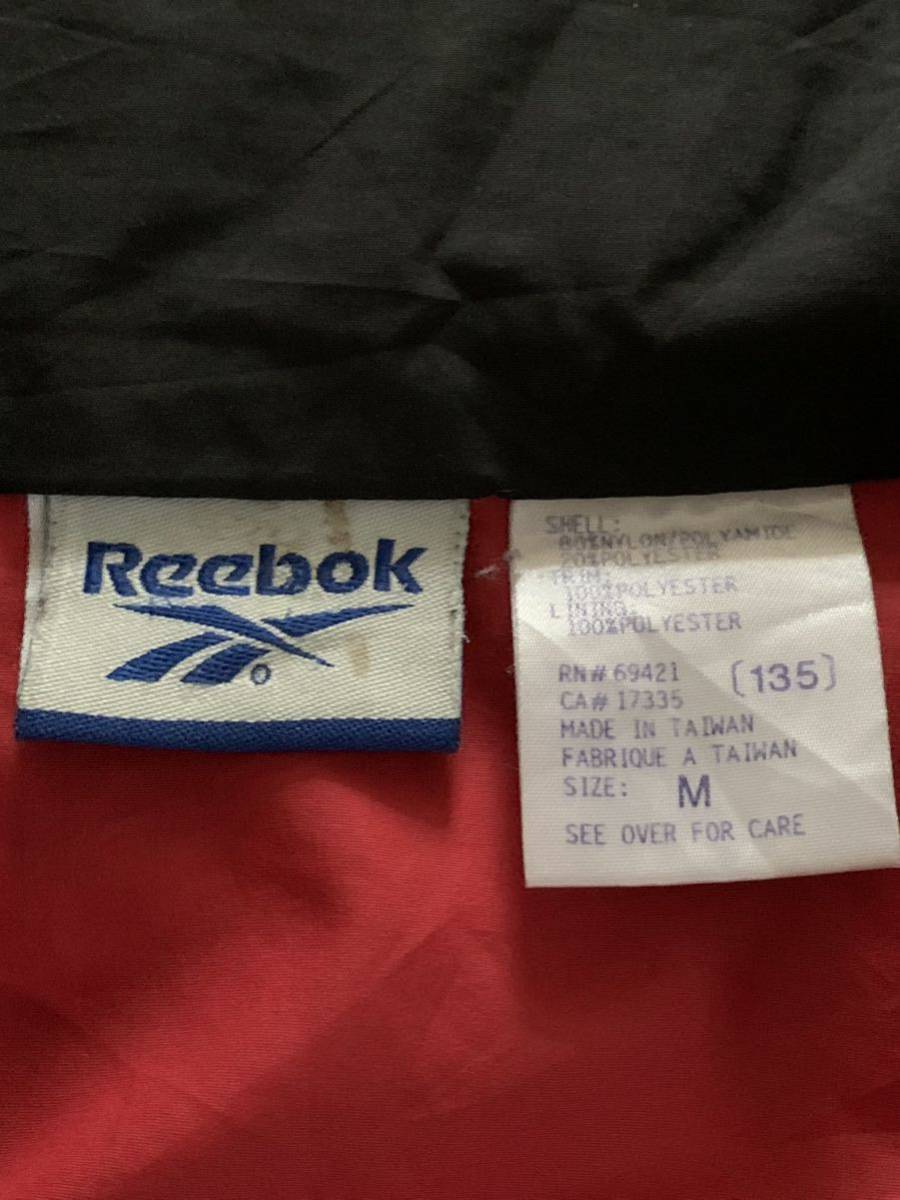 Reebok
®
SHELL:
80%NYLON/POLYAMIDE
20%POLYESTER
TRIM:
100%POLYESTER
LINING:
100%POLYESTER
RN# 69421 (135)
CA# 17335
MADE IN TAIWAN
FABRIQUE A TAIWAN
SIZE: M
SEE OVER FOR CARE